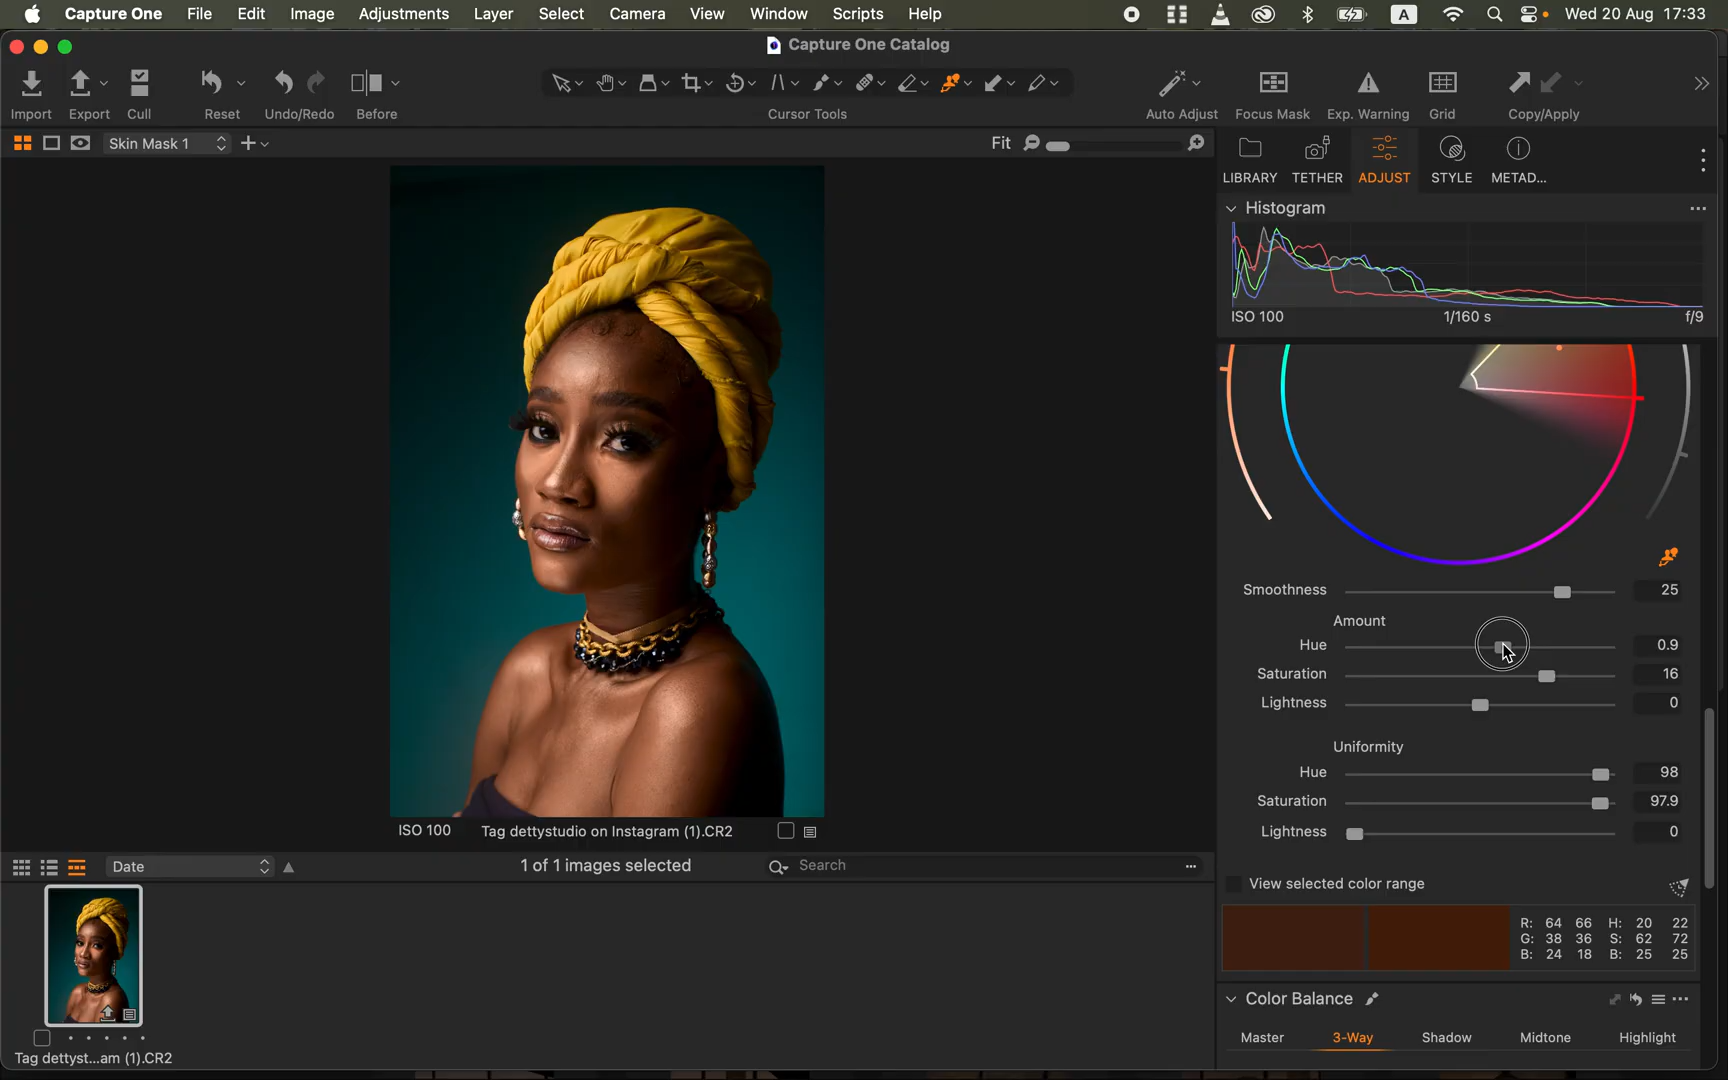 Capture One File Edit Image Adjustments Layer Select Camera View Window Scripts Help A Wed 20 Aug 17:33
Capture One Catalog
Import Export Cull Reset Undo/Redo Before Cursor Tools Auto Adjust Focus Mask Exp. Warning Grid Copy/Apply
Skin Mask 1 Fit
LIBRARY TETHER ADJUST STYLE METAD...
Histogram
ISO 100 1/160 s f/9
Smoothness 25
Amount
Hue 0.9
Saturation 16
Lightness 0
Uniformity
Hue 98
Saturation 97.9
Lightness 0
View selected color range
R: 64 66 H: 20 22
G: 38 36 S: 62 72
B: 24 18 B: 25 25
Color Balance
Master 3-Way Shadow Midtone Highlight
ISO 100 Tag dettystudio on Instagram (1).CR2
Date 1 of 1 images selected Search
Tag dettyst...am (1).CR2